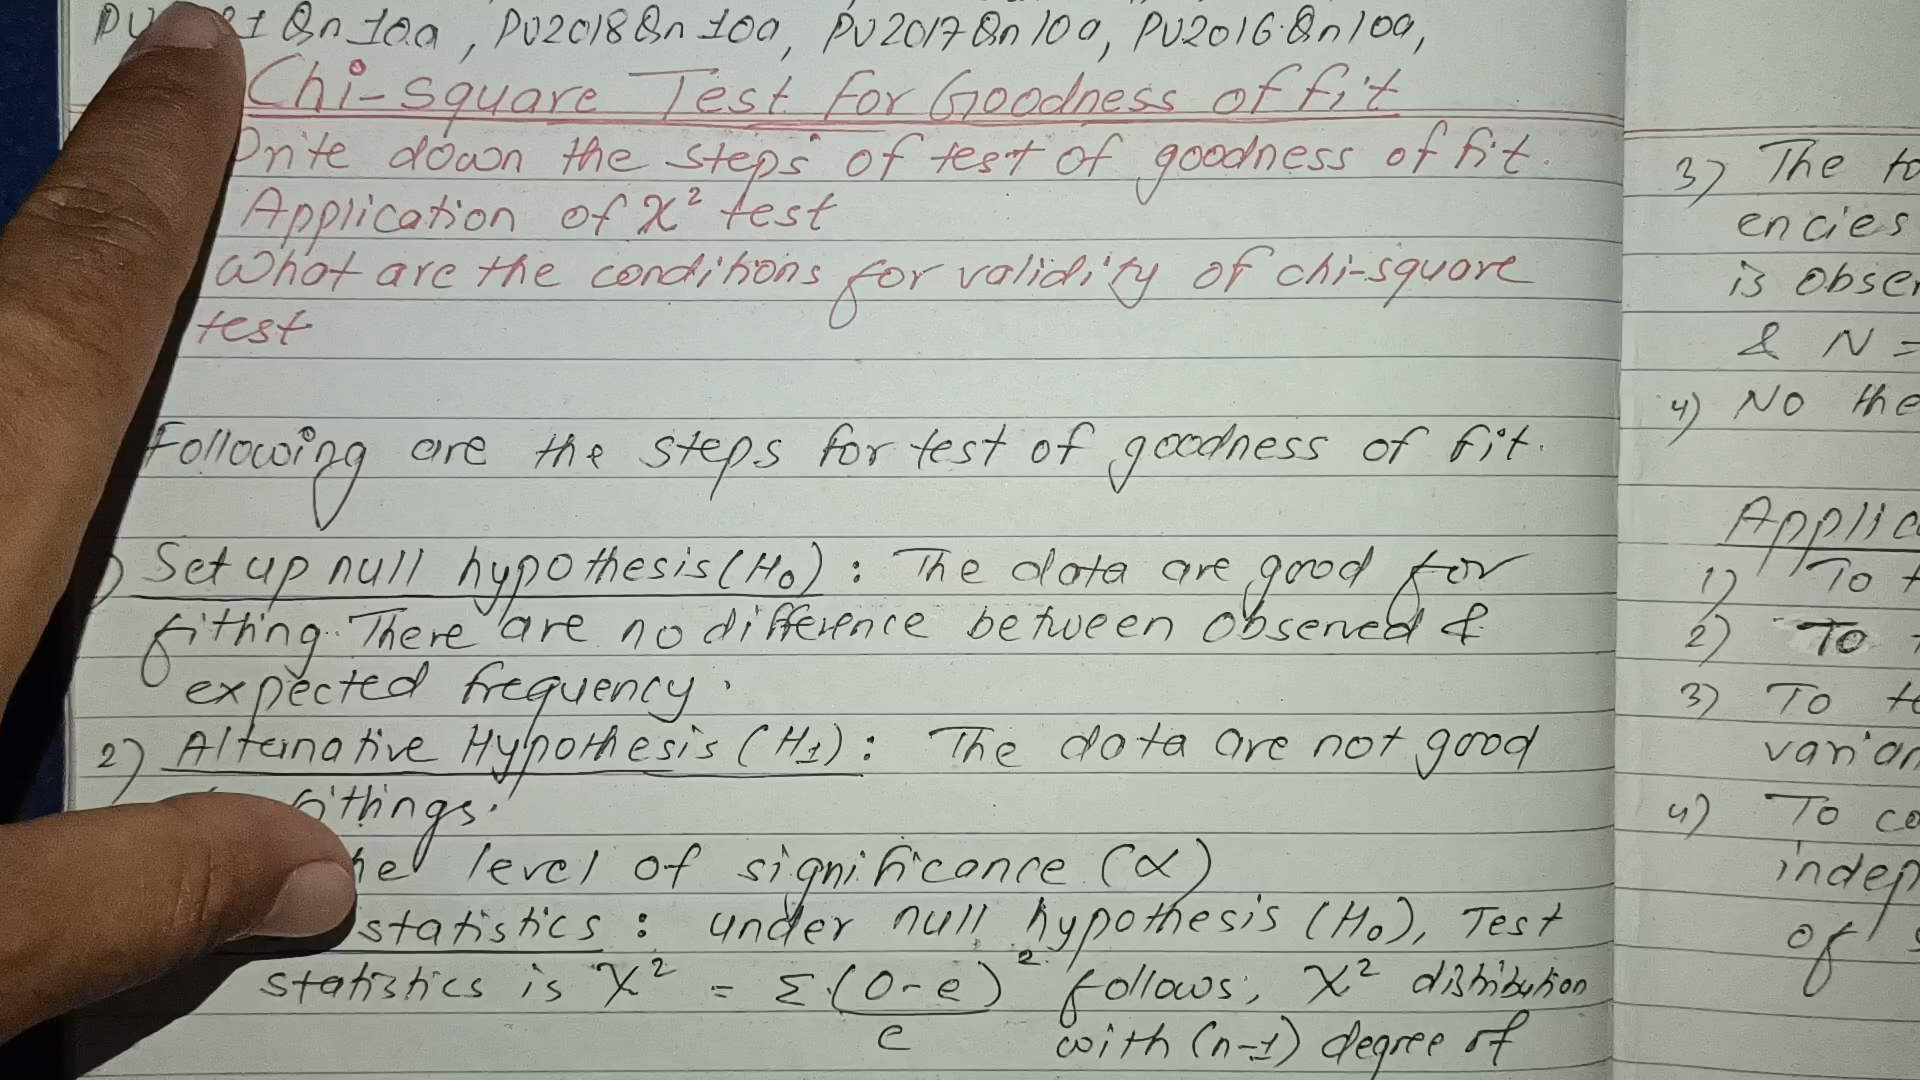 Qn 10a, PU2018 Qn 10a, PU2017 Qn 10a, PU2016 Qn 10a,
Chi-square Test for Goodness of fit
Write down the steps of test of goodness of fit.
Application of χ² test
What are the conditions for validity of chi-square
test
Following are the steps for test of goodness of fit.
Set up null hypothesis (H₀) : The data are good for
fitting. There are no difference between observed &
expected frequency.
2) Alternative Hypothesis (H₁) : The data are not good
fittings.
level of significance (α)
statistics : under null hypothesis (H₀), Test
statistics is χ² = Σ (O-e)²/e follows, χ² distribution
with (n-1) degree of
3) The
encies
is
& N =
4) No
1) To
2) To
3) To
4) To
of